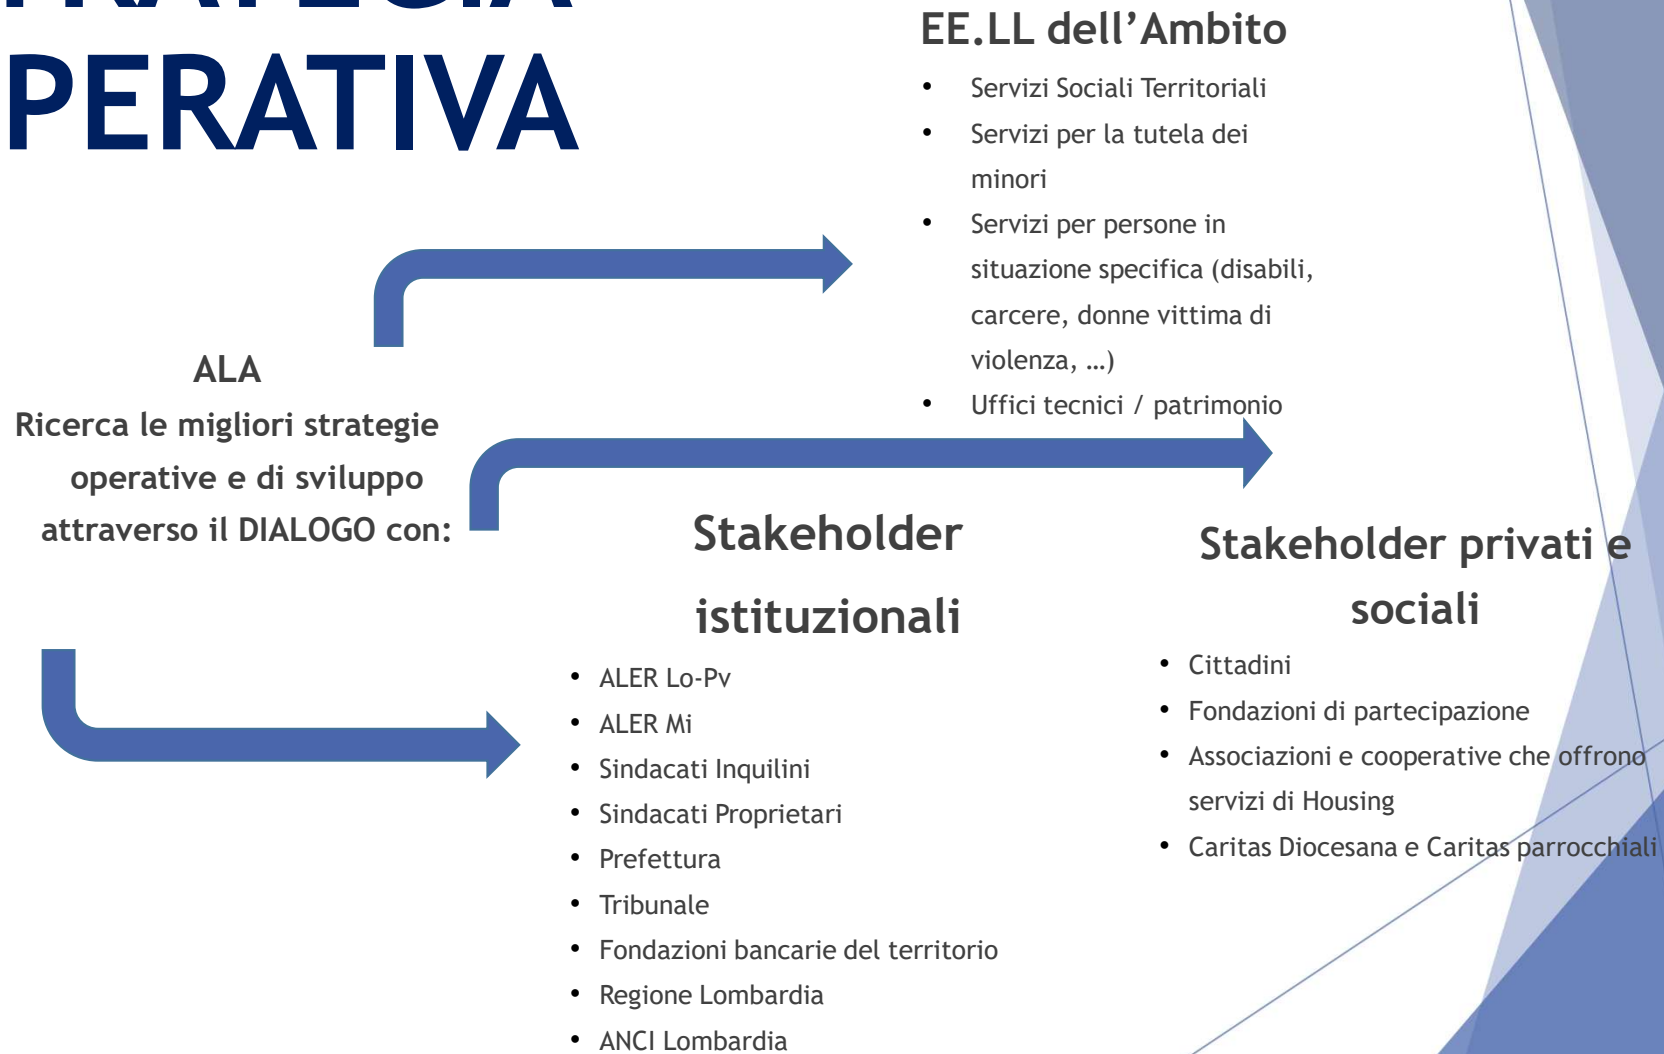 PERATIVA
EE.LL dell’Ambito
• Servizi Sociali Territoriali
• Servizi per la tutela dei
minori
• Servizi per persone in
situazione specifica (disabili,
carcere, donne vittima di
violenza, …)
• Uffici tecnici / patrimonio
ALA
Ricerca le migliori strategie
operative e di sviluppo
attraverso il DIALOGO con:
Stakeholder
istituzionali
• ALER Lo-Pv
• ALER Mi
• Sindacati Inquilini
• Sindacati Proprietari
• Prefettura
• Tribunale
• Fondazioni bancarie del territorio
• Regione Lombardia
• ANCI Lombardia
Stakeholder privati e
sociali
• Cittadini
• Fondazioni di partecipazione
• Associazioni e cooperative che offrono
servizi di Housing
• Caritas Diocesana e Caritas parrocchiali